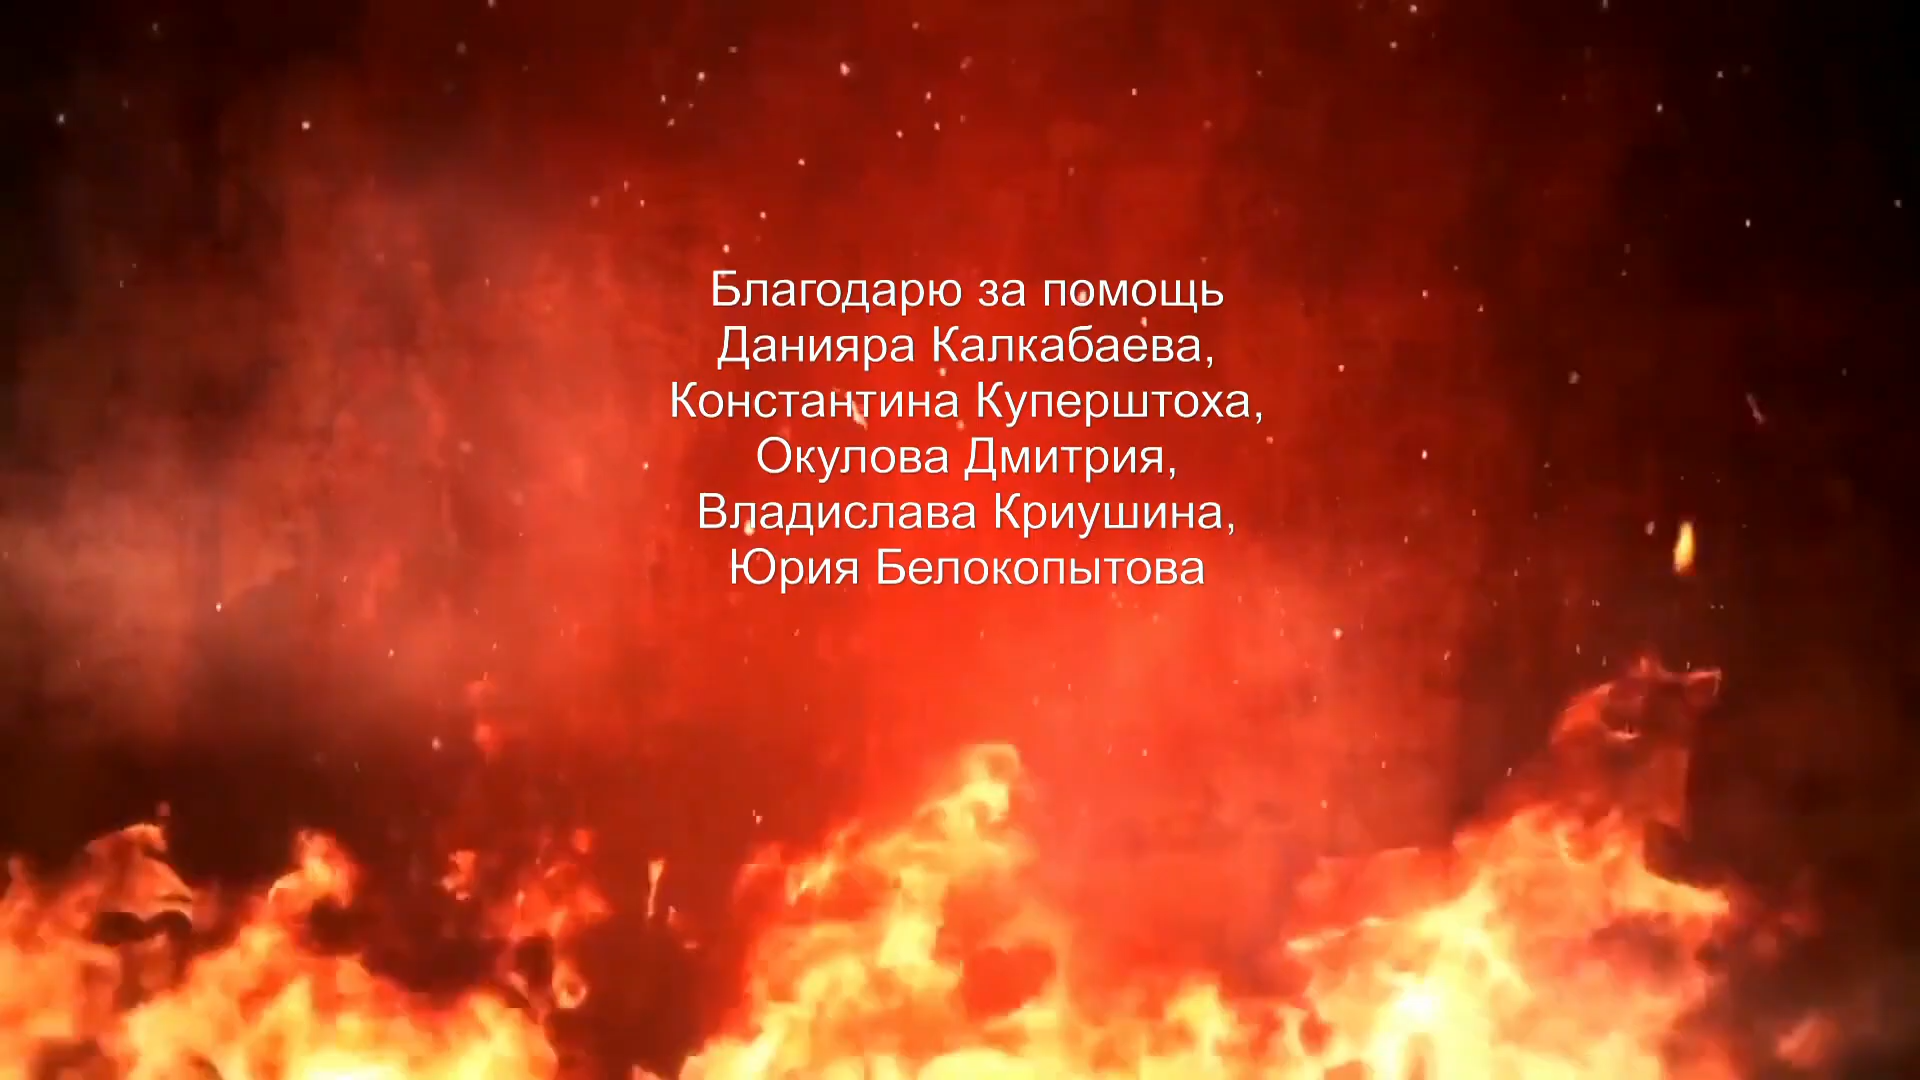 Благодарю за помощь
Данияра Калкабаева,
Константина Куперштоха,
Окулова Дмитрия,
Владислава Криушина,
Юрия Белокопытова